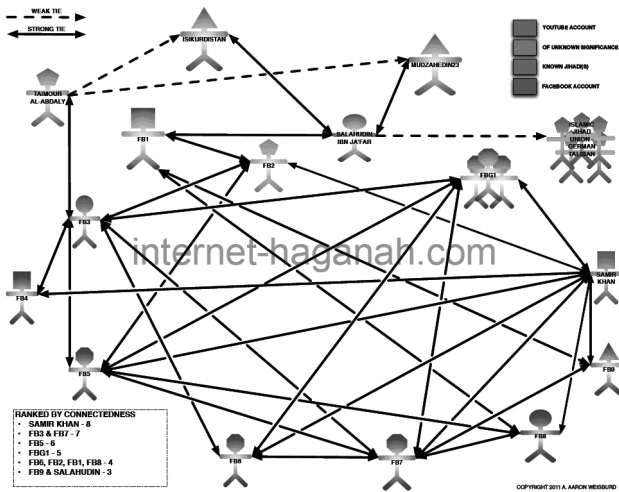 WEAK TIE
STRONG TIE
ISIKURDISTAN
MUDZAHEDIN23
YOUTUBE ACCOUNT
OF UNKNOWN SIGNIFICANCE
KNOWN JIHADI(S)
FACEBOOK ACCOUNT
TAIMOUR
AL-ABDALY
FB1
SALAHUDIN
IBN JA'FAR
ISLAMIC
JIHAD
UNION
GERMAN
TALIBAN
FB2
FBG1
FB3
internet-haganah.com
SAMIR
KHAN
FB4
FB5
FB9
RANKED BY CONNECTEDNESS
• SAMIR KHAN - 8
• FB3 & FB7 - 7
• FB5 - 6
• FBG1 - 5
• FB6, FB2, FB1, FB8 - 4
• FB9 & SALAHUDIN - 3
FB6
FB7
FB8
COPYRIGHT 2011 A. AARON WEISBURD